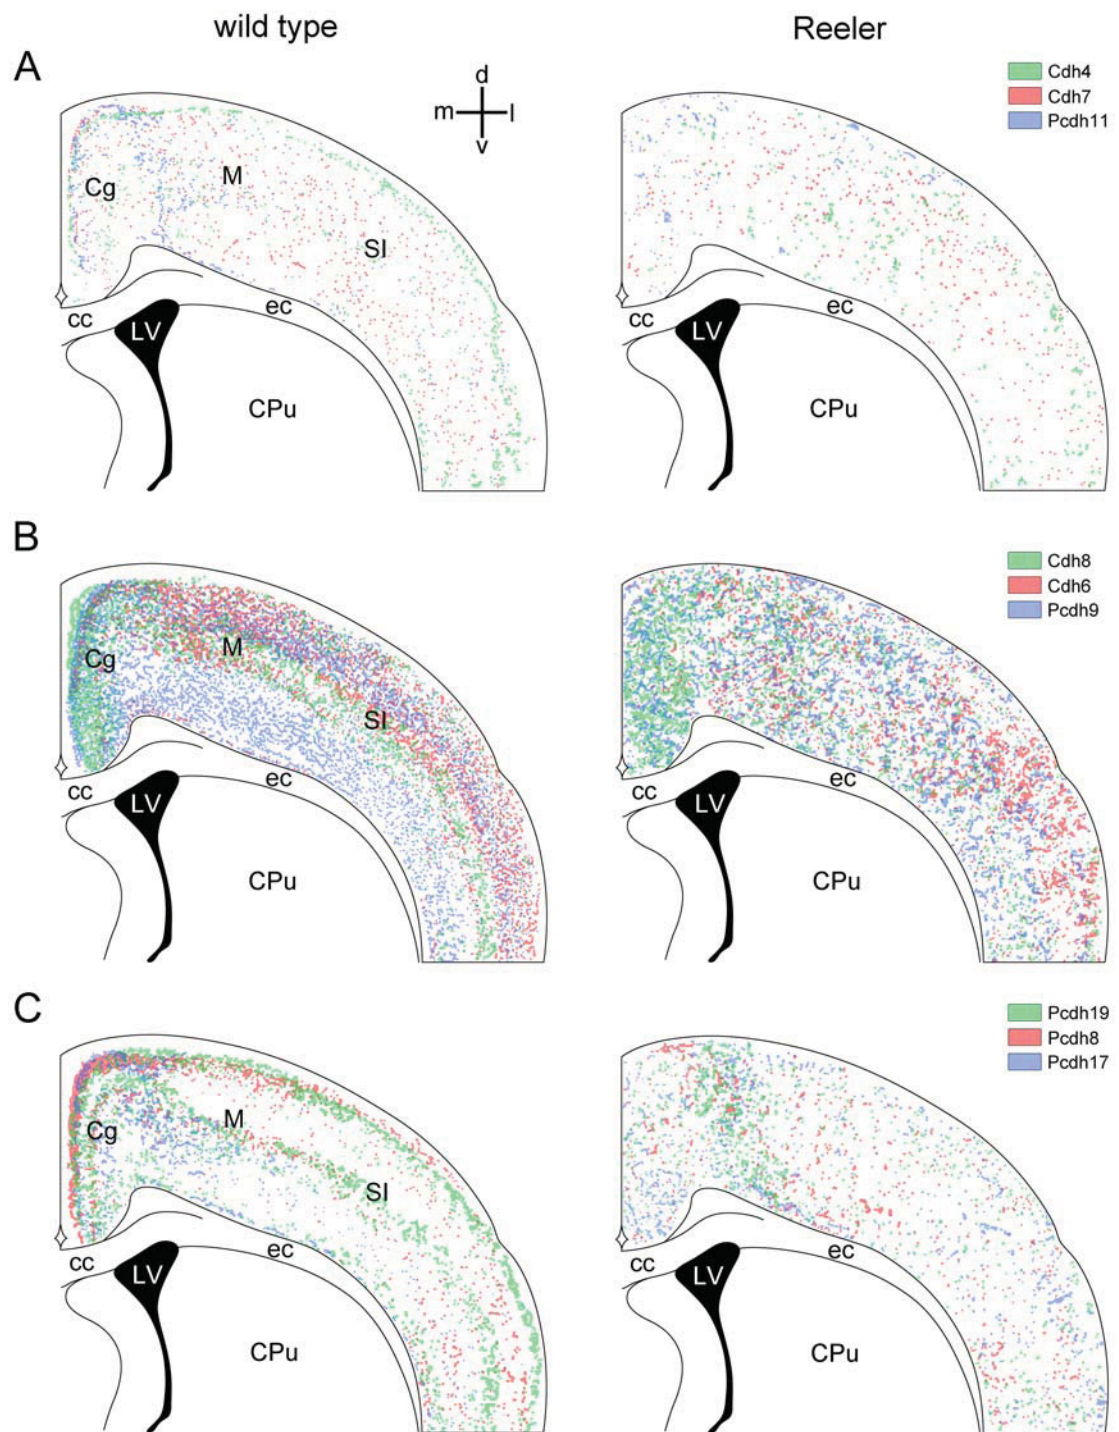 wild type
Reeler
A
d
m l
v
Cdh4
Cdh7
Pcdh11
Cg
M
SI
cc
LV
ec
CPu
cc
LV
ec
CPu
B
Cdh8
Cdh6
Pcdh9
Cg
M
SI
cc
LV
ec
CPu
cc
LV
ec
CPu
C
Pcdh19
Pcdh8
Pcdh17
Cg
M
SI
cc
LV
ec
CPu
cc
LV
ec
CPu